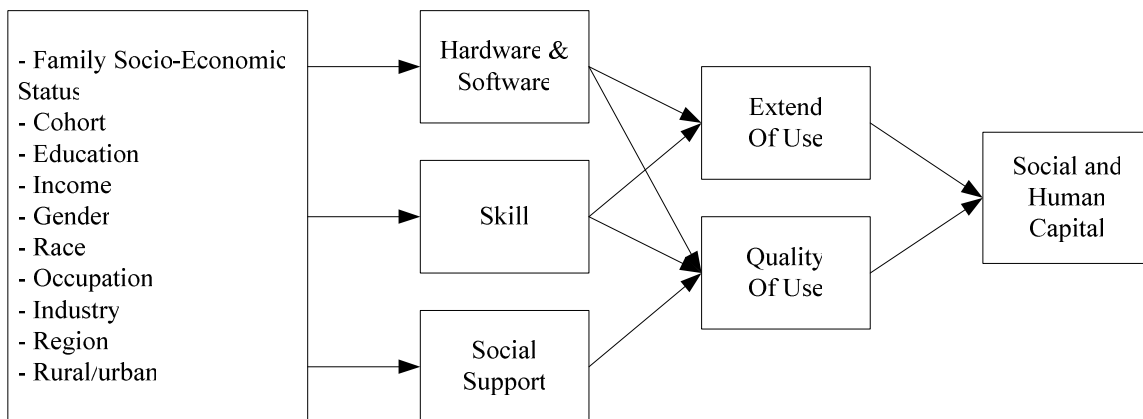 - Family Socio-Economic
Status
- Cohort
- Education
- Income
- Gender
- Race
- Occupation
- Industry
- Region
- Rural/urban
Hardware &
Software
Skill
Social
Support
Extend
Of Use
Quality
Of Use
Social and
Human
Capital